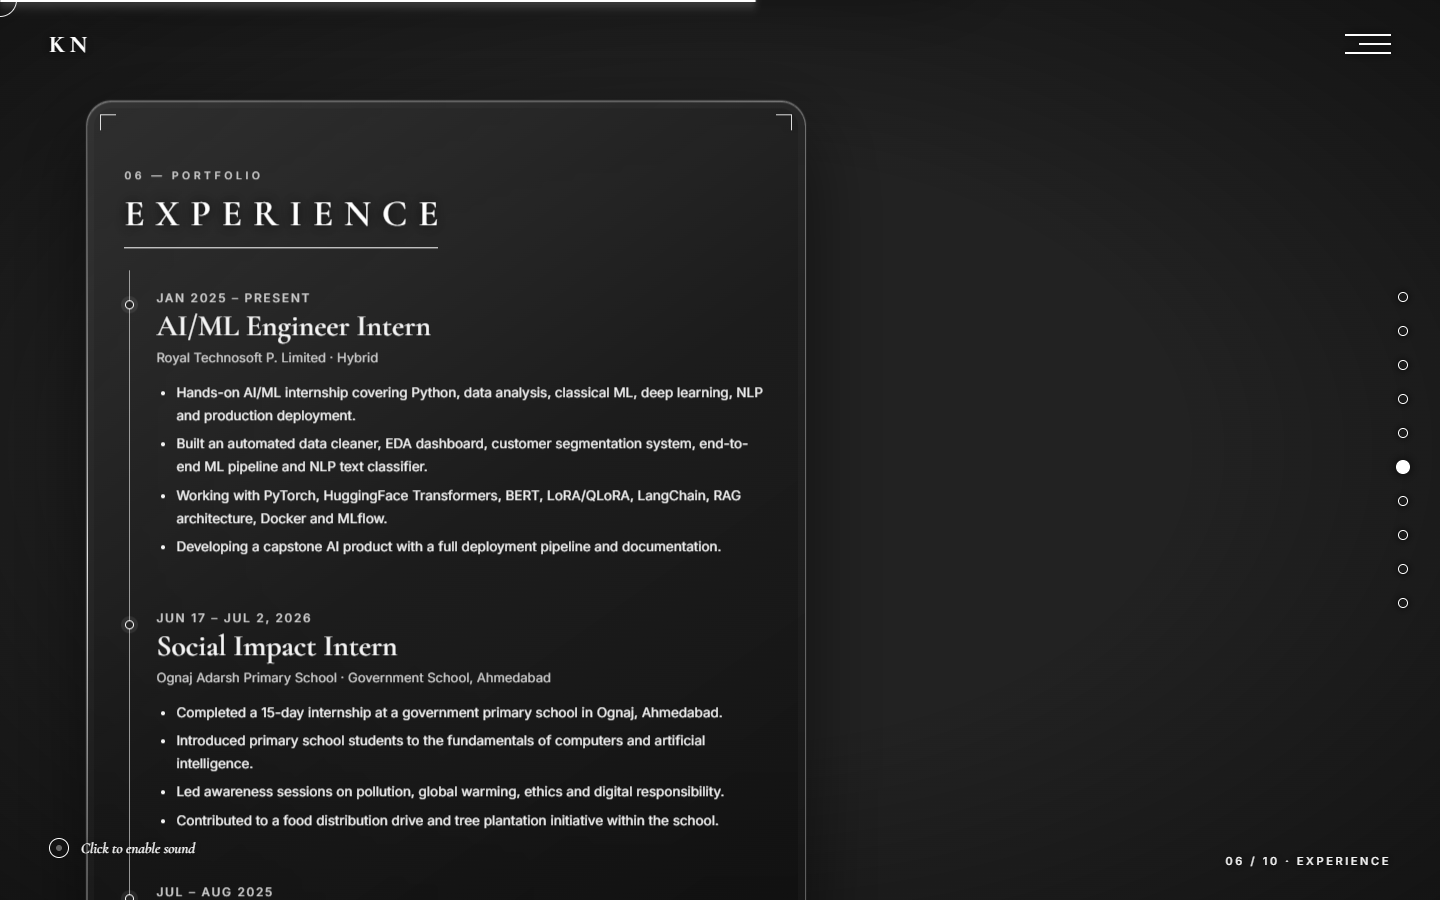 KN
06 — PORTFOLIO
EXPERIENCE
JAN 2025 – PRESENT
AI/ML Engineer Intern
Royal Technosoft P. Limited · Hybrid
• Hands-on AI/ML internship covering Python, data analysis, classical ML, deep learning, NLP
and production deployment.
• Built an automated data cleaner, EDA dashboard, customer segmentation system, end-to-
end ML pipeline and NLP text classifier.
• Working with PyTorch, HuggingFace Transformers, BERT, LoRA/QLoRA, LangChain, RAG
architecture, Docker and MLflow.
• Developing a capstone AI product with a full deployment pipeline and documentation.
JUN 17 – JUL 2, 2026
Social Impact Intern
Ognaj Adarsh Primary School · Government School, Ahmedabad
• Completed a 15-day internship at a government primary school in Ognaj, Ahmedabad.
• Introduced primary school students to the fundamentals of computers and artificial
intelligence.
• Led awareness sessions on pollution, global warming, ethics and digital responsibility.
• Contributed to a food distribution drive and tree plantation initiative within the school.
Click to enable sound
06 / 10 · EXPERIENCE
JUL – AUG 2025